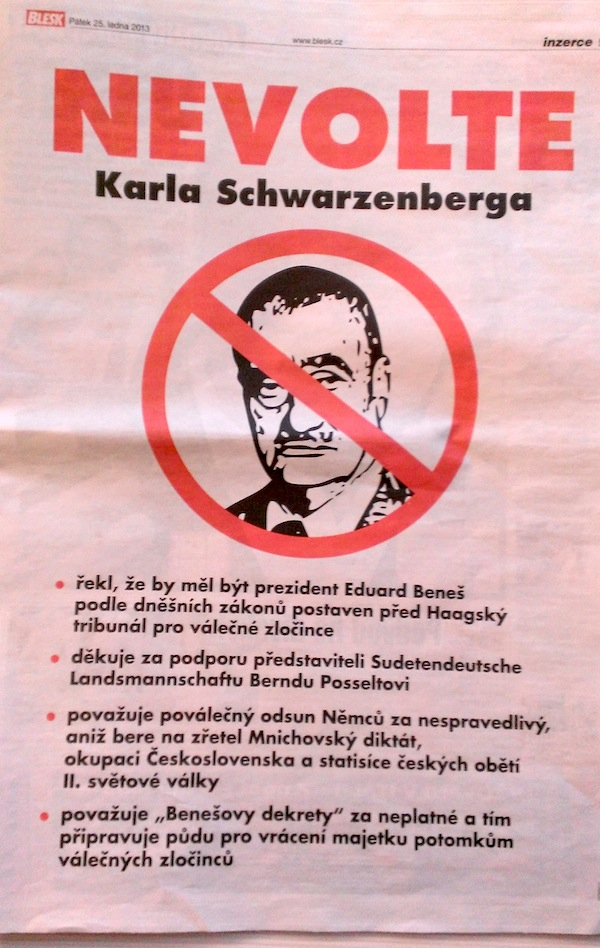 BLESK Pátek 25. ledna 2013
www.blesk.cz
inzerce
NEVOLTE
Karla Schwarzenberga
• řekl, že by měl být prezident Eduard Beneš
podle dněšních zákonů postaven před Haagský
tribunál pro válečné zločince
• děkuje za podporu představiteli Sudetendeutsche
Landsmannschaftu Berndu Posseltovi
• považuje poválečný odsun Němců za nespravedlivý,
aniž bere na zřetel Mnichovský diktát,
okupaci Československa a statisíce českých obětí
II. světové války
• považuje „Benešovy dekrety“ za neplatné a tím
připravuje půdu pro vrácení majetku potomkům
válečných zločinců